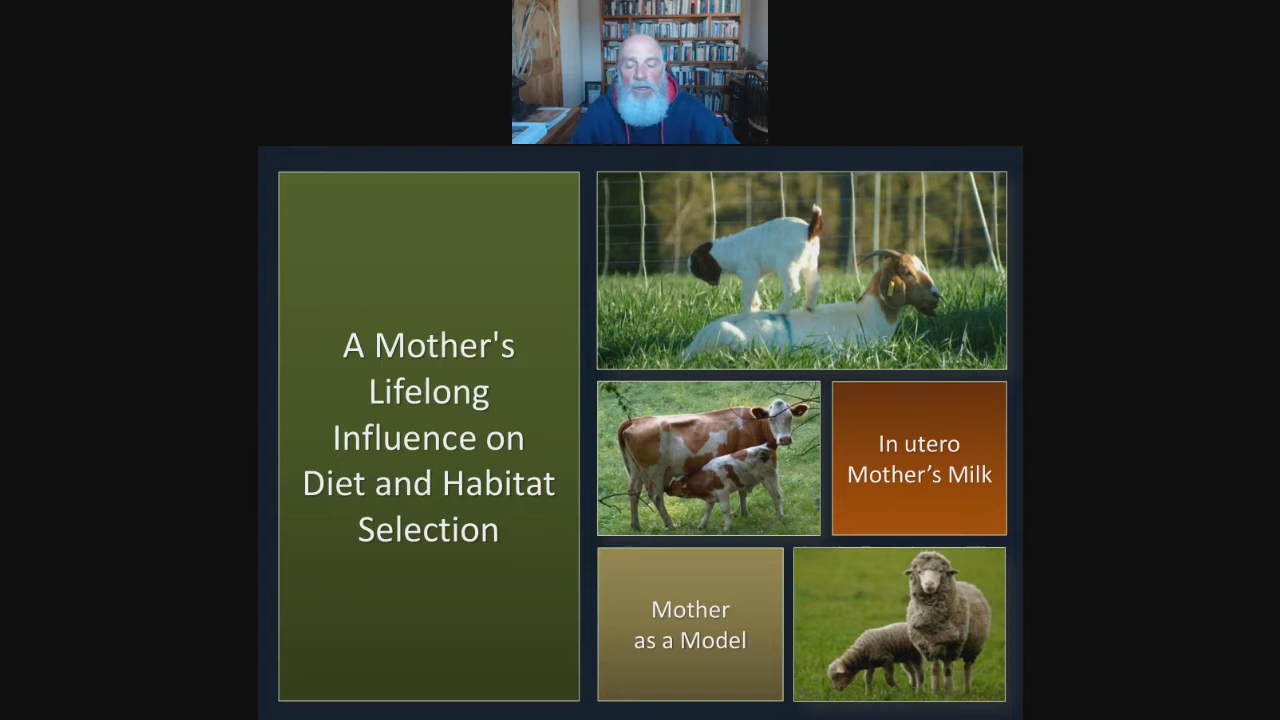 A Mother's
Lifelong
Influence on
Diet and Habitat
Selection
In utero
Mother’s Milk
Mother
as a Model